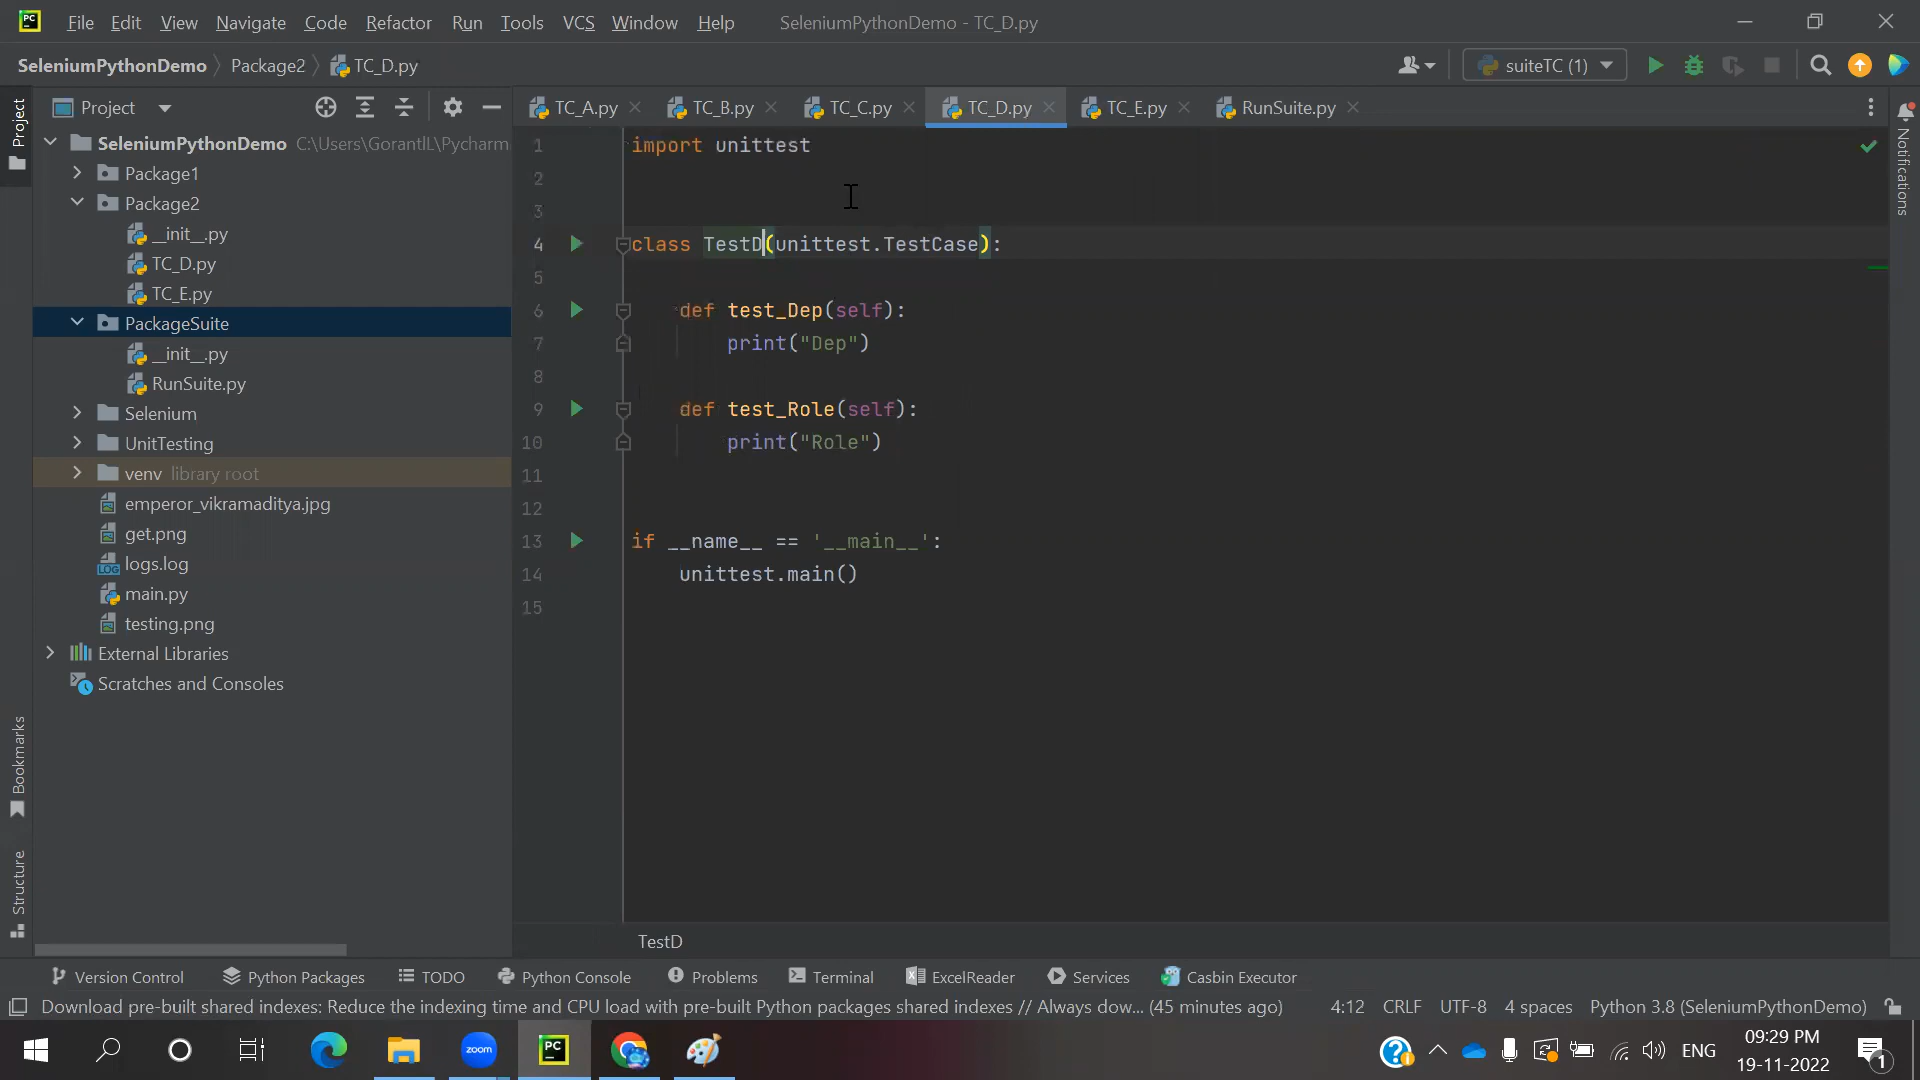 PC File Edit View Navigate Code Refactor Run Tools VCS Window Help SeleniumPythonDemo - TC_D.py
SeleniumPythonDemo Package2 TC_D.py suiteTC (1)
Project
Project
TC_A.py TC_B.py TC_C.py TC_D.py TC_E.py RunSuite.py
SeleniumPythonDemo C:\Users\GorantlL\Pycharm
Package1
Package2
__init__.py
TC_D.py
TC_E.py
PackageSuite
__init__.py
RunSuite.py
Selenium
UnitTesting
venv library root
emperor_vikramaditya.jpg
get.png
LOG logs.log
main.py
testing.png
External Libraries
Scratches and Consoles
Bookmarks
Structure
1 import unittest
2
3
4 class TestD(unittest.TestCase):
5
6 def test_Dep(self):
7 print("Dep")
8
9 def test_Role(self):
10 print("Role")
11
12
13 if __name__ == '__main__':
14 unittest.main()
15
Notifications
TestD
Version Control Python Packages TODO Python Console Problems Terminal ExcelReader Services Casbin Executor
Download pre-built shared indexes: Reduce the indexing time and CPU load with pre-built Python packages shared indexes // Always dow... (45 minutes ago) 4:12 CRLF UTF-8 4 spaces Python 3.8 (SeleniumPythonDemo)
zoom PC ENG 09:29 PM
19-11-2022 1